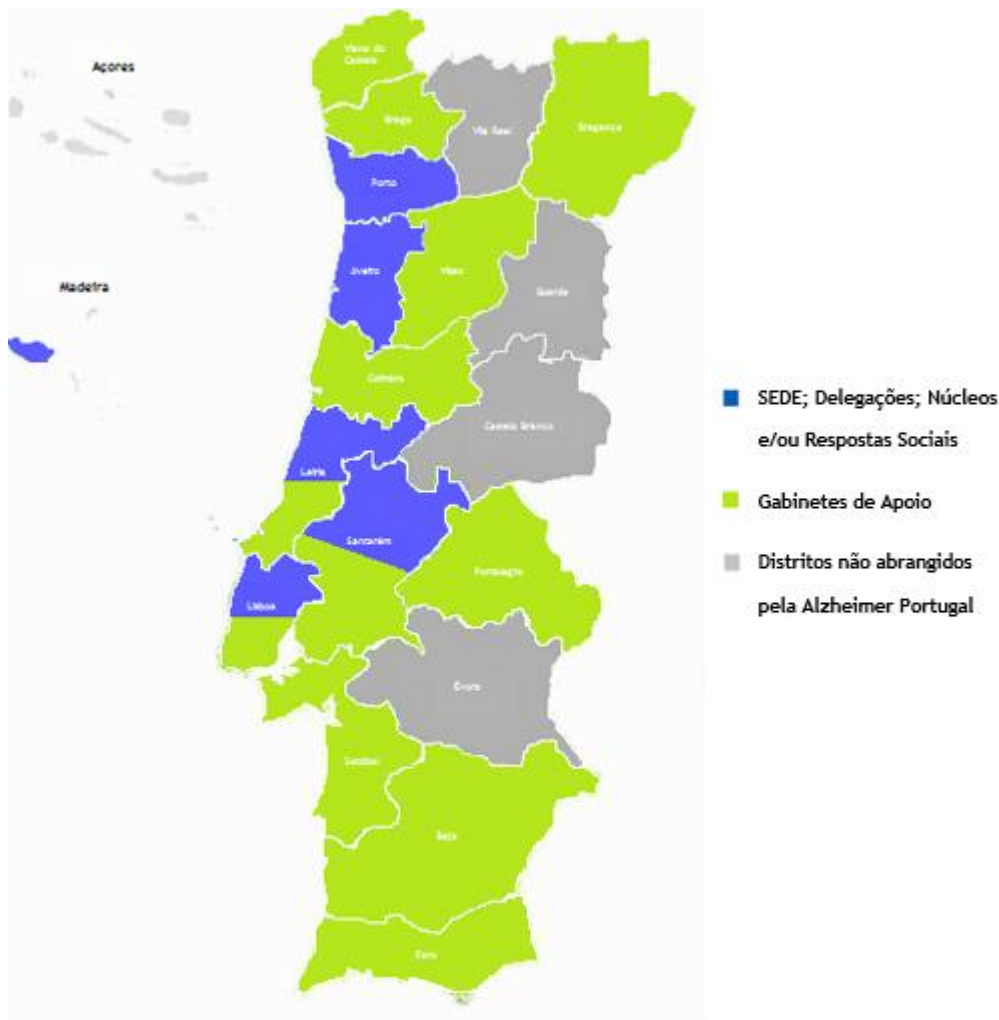 Açores
Madeira
Viana do
Castelo
Braga
Vila Real
Bragança
Porto
Aveiro
Viseu
Guarda
Coimbra
Castelo Branco
Leiria
Santarém
Portalegre
Lisboa
Évora
Setúbal
Beja
Faro
SEDE; Delegações; Núcleos
e/ou Respostas Sociais
Gabinetes de Apoio
Distritos não abrangidos
pela Alzheimer Portugal